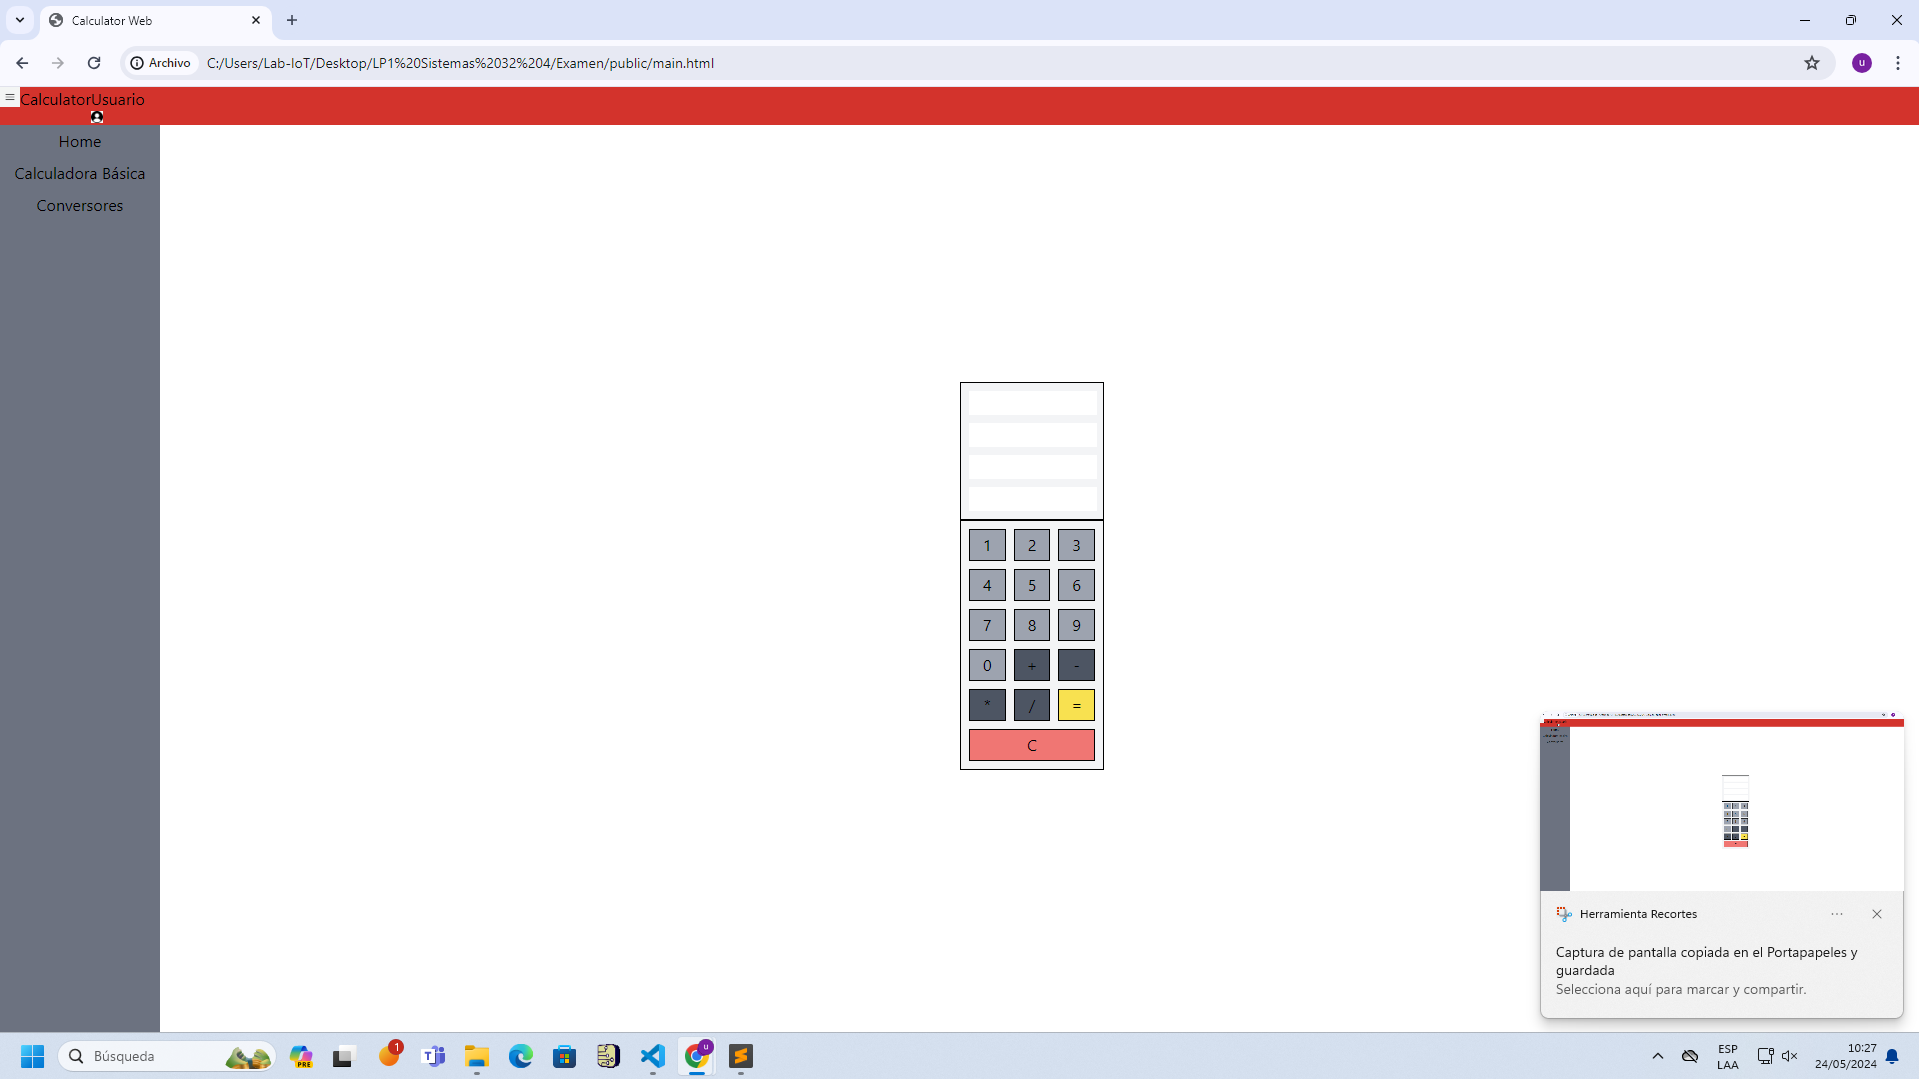 Calculator Web
Archivo
C:/Users/Lab-IoT/Desktop/LP1%20Sistemas%2032%204/Examen/public/main.html
u
CalculatorUsuario
Home
Calculadora Básica
Conversores
1 2 3
4 5 6
7 8 9
0 + -
* / =
C
Herramienta Recortes
Captura de pantalla copiada en el Portapapeles y
guardada
Selecciona aquí para marcar y compartir.
Búsqueda
PRE
1
u
ESP
LAA
10:27
24/05/2024